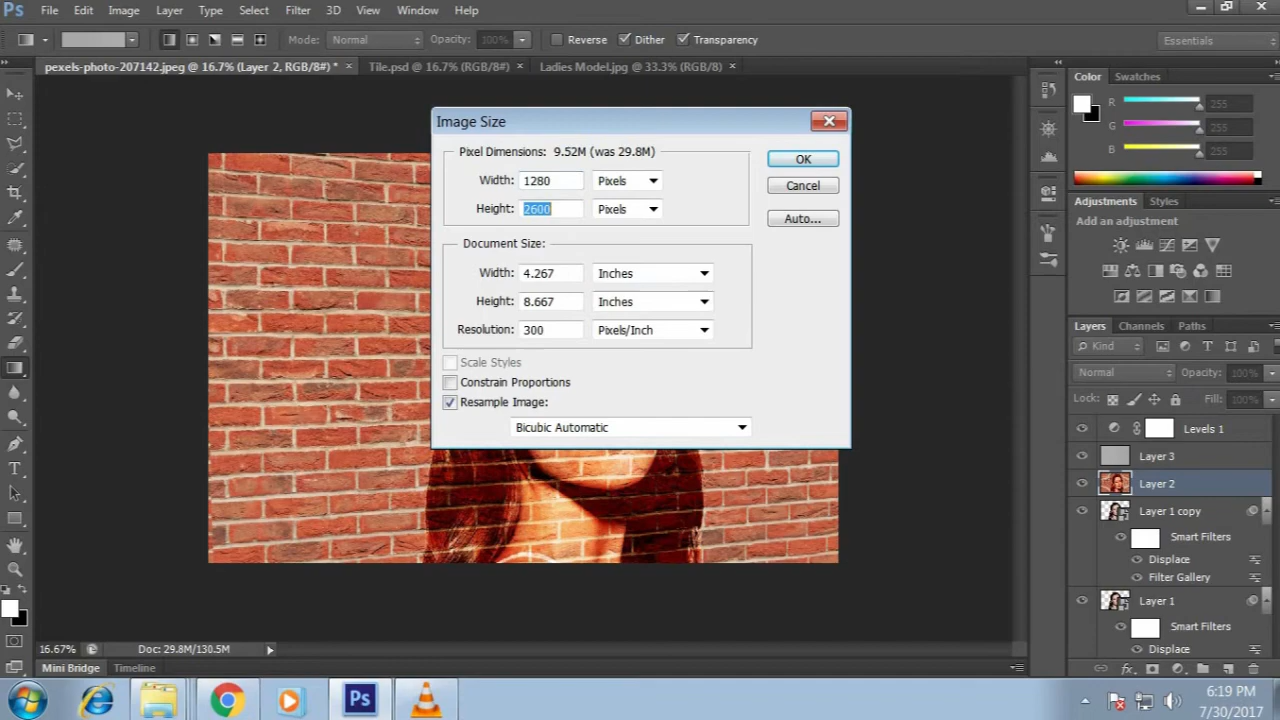 Ps File Edit Image Layer Type Select Filter 3D View Window Help
Mode: Normal Opacity: 100% Reverse Dither Transparency Essentials
pexels-photo-207142.jpeg @ 16.7% (Layer 2, RGB/8#) * × Tile.psd @ 16.7% (RGB/8#) × Ladies Model.jpg @ 33.3% (RGB/8) ×
Image Size
Pixel Dimensions: 9.52M (was 29.8M)
Width: 1280 Pixels
Height: 2600 Pixels
Document Size:
Width: 4.267 Inches
Height: 8.667 Inches
Resolution: 300 Pixels/Inch
Scale Styles
Constrain Proportions
Resample Image:
Bicubic Automatic
OK
Cancel
Auto...
Color Swatches
R 255
G 255
B 255
Adjustments Styles
Add an adjustment
Layers Channels Paths
Kind
Normal Opacity: 100%
Lock: Fill: 100%
Levels 1
Layer 3
Layer 2
Layer 1 copy
Smart Filters
Displace
Filter Gallery
Layer 1
Smart Filters
Displace
16.67% Doc: 29.8M/130.5M
Mini Bridge Timeline
Ps
6:19 PM
7/30/2017